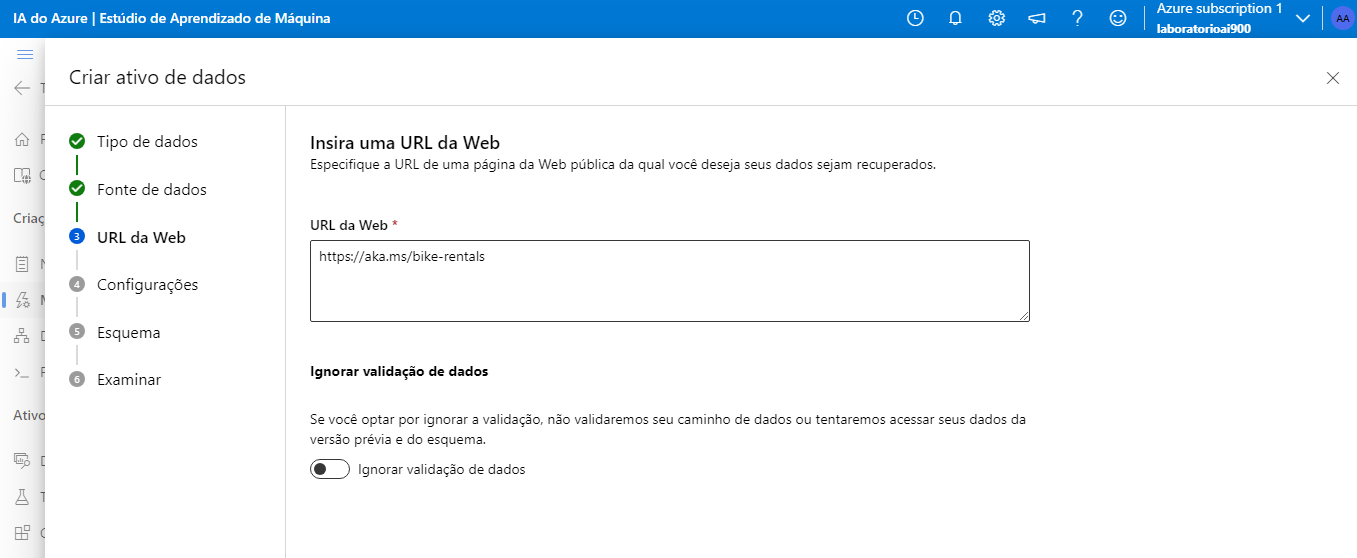 IA do Azure | Estúdio de Aprendizado de Máquina
Azure subscription 1
laboratorioai900
AA
Criar ativo de dados
Tipo de dados
Fonte de dados
3 URL da Web
4 Configurações
5 Esquema
6 Examinar
Criaç
Ativo
Insira uma URL da Web
Especifique a URL de uma página da Web pública da qual você deseja seus dados sejam recuperados.
URL da Web *
https://aka.ms/bike-rentals
Ignorar validação de dados
Se você optar por ignorar a validação, não validaremos seu caminho de dados ou tentaremos acessar seus dados da
versão prévia e do esquema.
Ignorar validação de dados